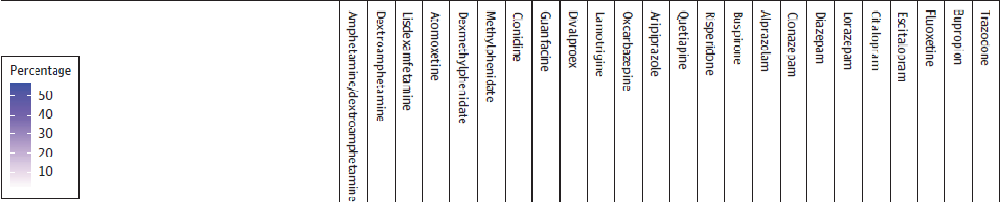 Percentage
50
40
30
20
10
Amphetamine/dextroamphetamine
Dextroamphetamine
Lisdexamfetamine
Atomoxetine
Dexmethylphenidate
Methylphenidate
Clonidine
Guanfacine
Divalproex
Lamotrigine
Oxcarbazepine
Aripiprazole
Quetiapine
Risperidone
Buspirone
Alprazolam
Clonazepam
Diazepam
Lorazepam
Citalopram
Escitalopram
Fluoxetine
Bupropion
Trazodone